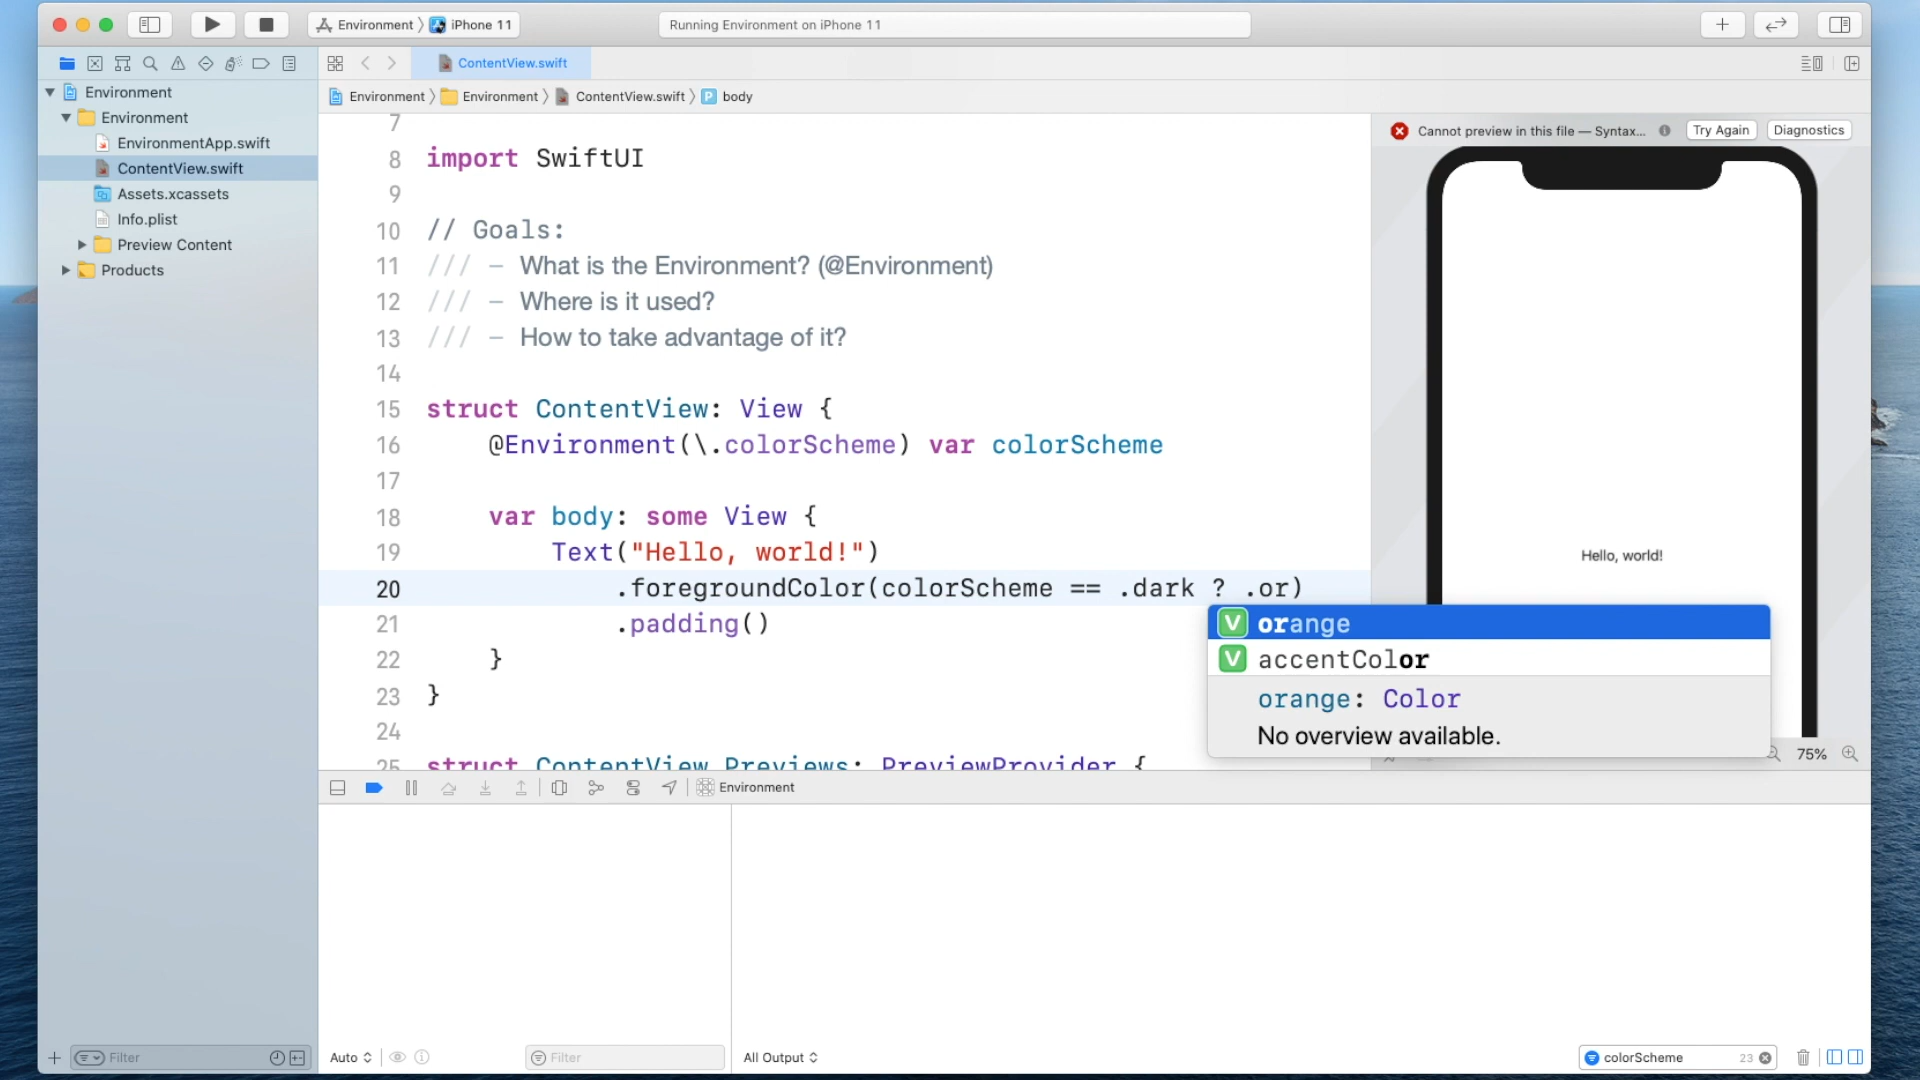 Environment 〉 iPhone 11
Running Environment on iPhone 11
ContentView.swift
Environment 〉 Environment 〉 ContentView.swift 〉 P body
Environment
Environment
EnvironmentApp.swift
ContentView.swift
Assets.xcassets
Info.plist
Preview Content
Products
7
8 import SwiftUI
9
10 // Goals:
11 /// – What is the Environment? (@Environment)
12 /// – Where is it used?
13 /// – How to take advantage of it?
14
15 struct ContentView: View {
16 @Environment(\.colorScheme) var colorScheme
17
18 var body: some View {
19 Text("Hello, world!")
20 .foregroundColor(colorScheme == .dark ? .or)
21 .padding()
22 }
23 }
24
25 struct ContentView_Previews: PreviewProvider {
V orange
V accentColor
orange: Color
No overview available.
Cannot preview in this file — Syntax... Try Again Diagnostics
Hello, world!
75%
Environment
Filter
Auto
Filter
All Output
colorScheme 23